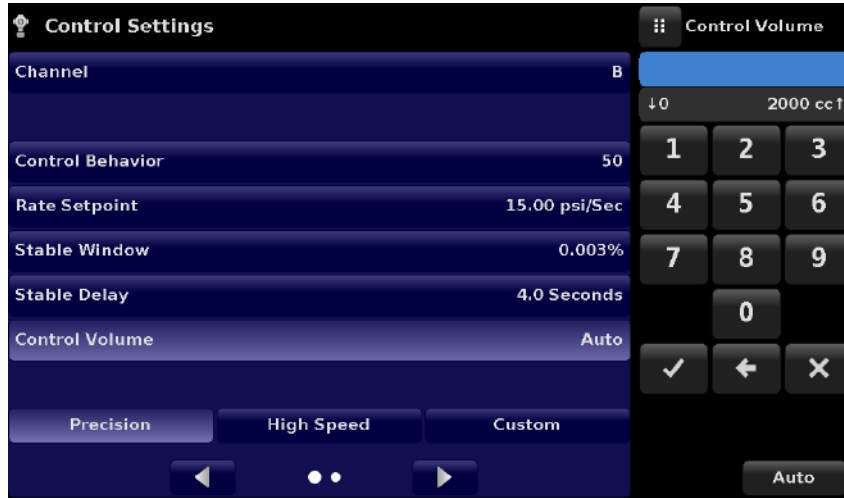 Control Settings
Channel B
Control Behavior 50
Rate Setpoint 15.00 psi/Sec
Stable Window 0.003%
Stable Delay 4.0 Seconds
Control Volume Auto
Precision High Speed Custom
Control Volume
↓0 2000 cc↑
1 2 3
4 5 6
7 8 9
0
Auto